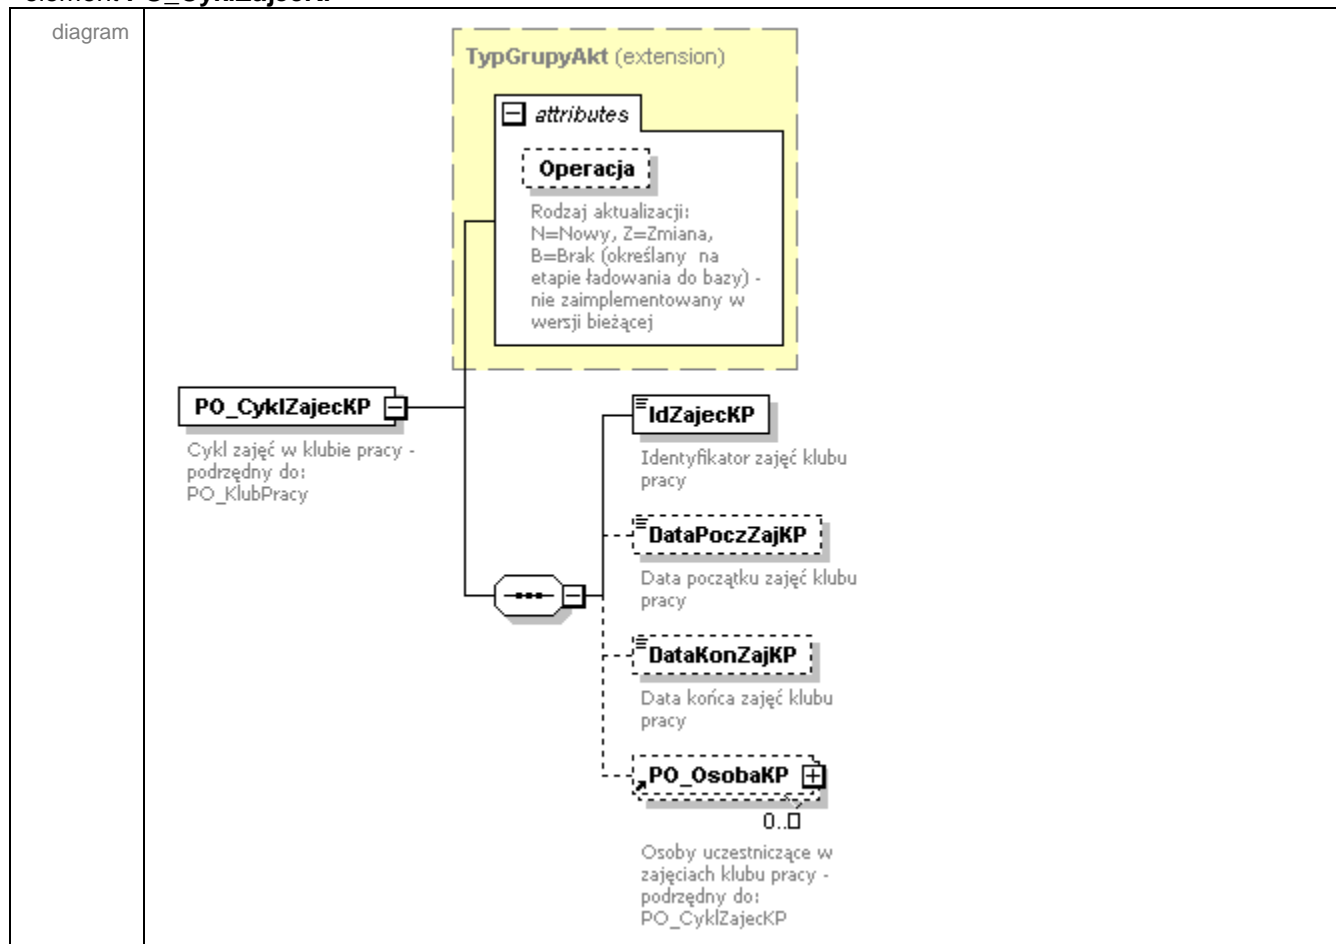 element PO_CyklZajecKP
diagram
TypGrupyAkt (extension)
attributes
Operacja
Rodzaj aktualizacji:
N=Nowy, Z=Zmiana,
B=Brak (określany na
etapie ładowania do bazy) -
nie zaimplementowany w
wersji bieżącej
PO_CyklZajecKP
Cykl zajęć w klubie pracy -
podrzędny do:
PO_KlubPracy
IdZajecKP
Identyfikator zajęć klubu
pracy
DataPoczZajKP
Data początku zajęć klubu
pracy
DataKonZajKP
Data końca zajęć klubu
pracy
PO_OsobaKP
0..□
Osoby uczestniczące w
zajęciach klubu pracy -
podrzędny do:
PO_CyklZajecKP